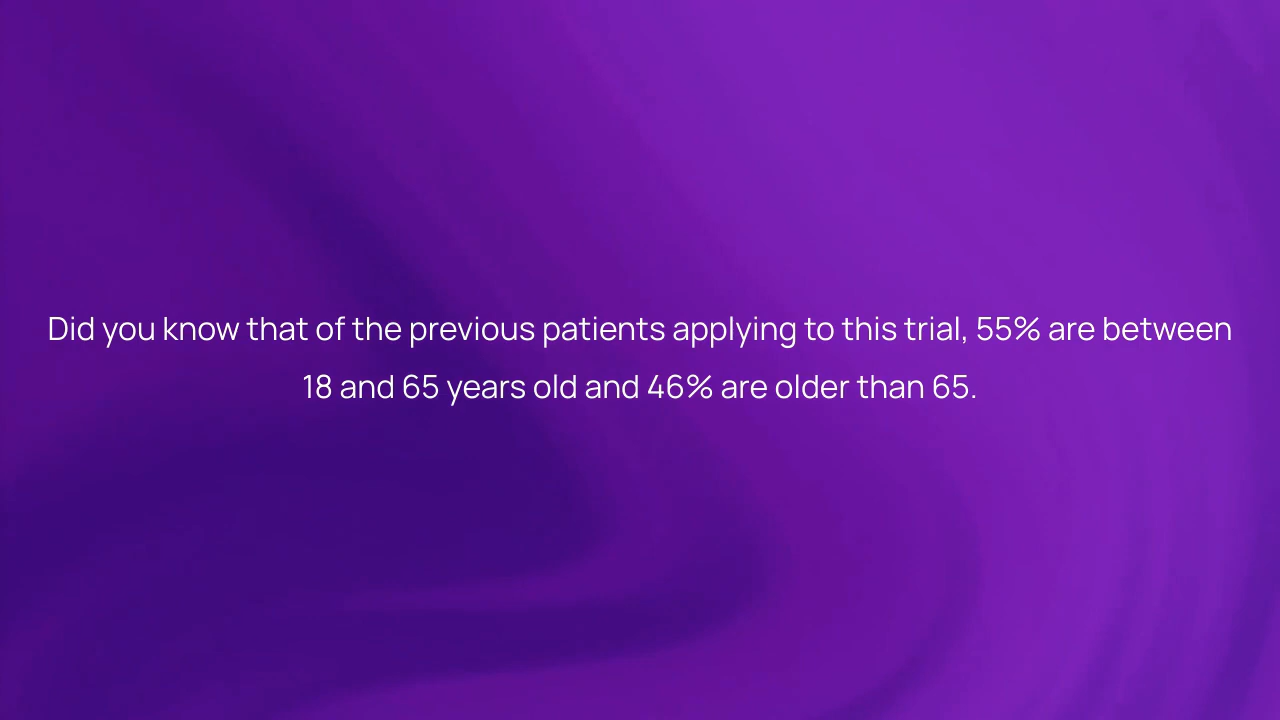 Did you know that of the previous patients applying to this trial, 55% are between
18 and 65 years old and 46% are older than 65.